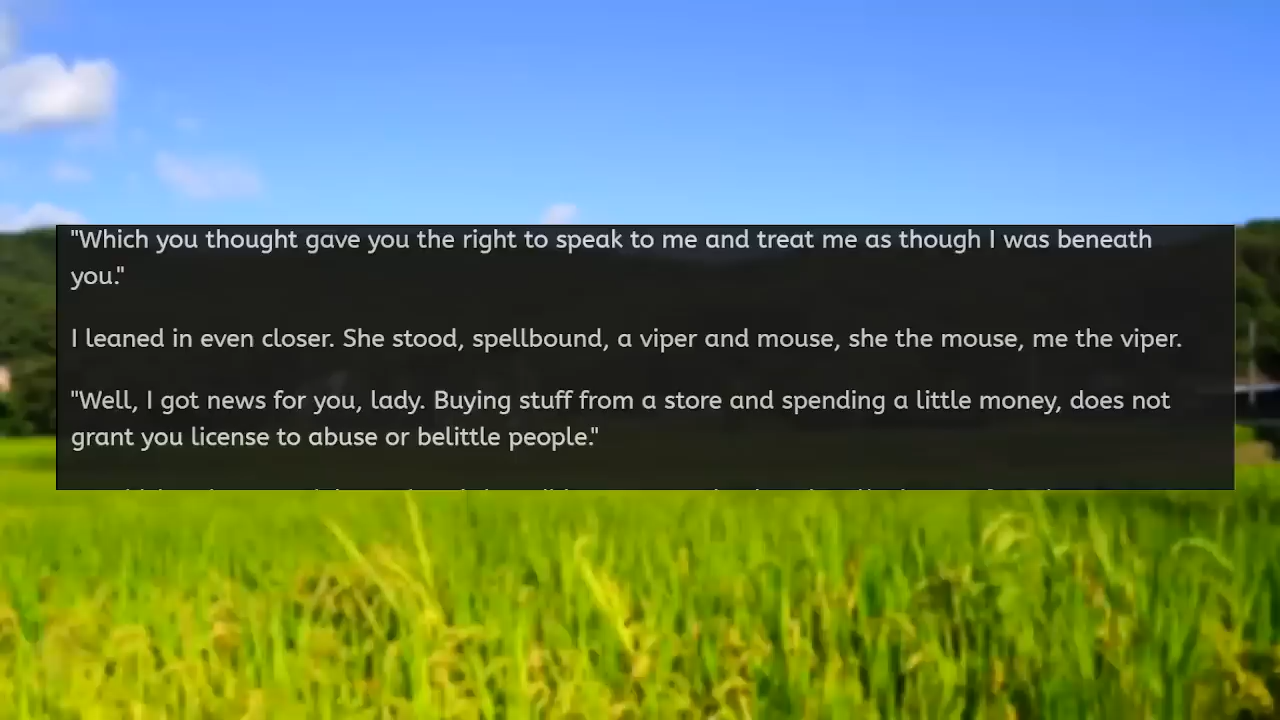 "Which you thought gave you the right to speak to me and treat me as though I was beneath
you."
I leaned in even closer. She stood, spellbound, a viper and mouse, she the mouse, me the viper.
"Well, I got news for you, lady. Buying stuff from a store and spending a little money, does not
grant you license to abuse or belittle people."